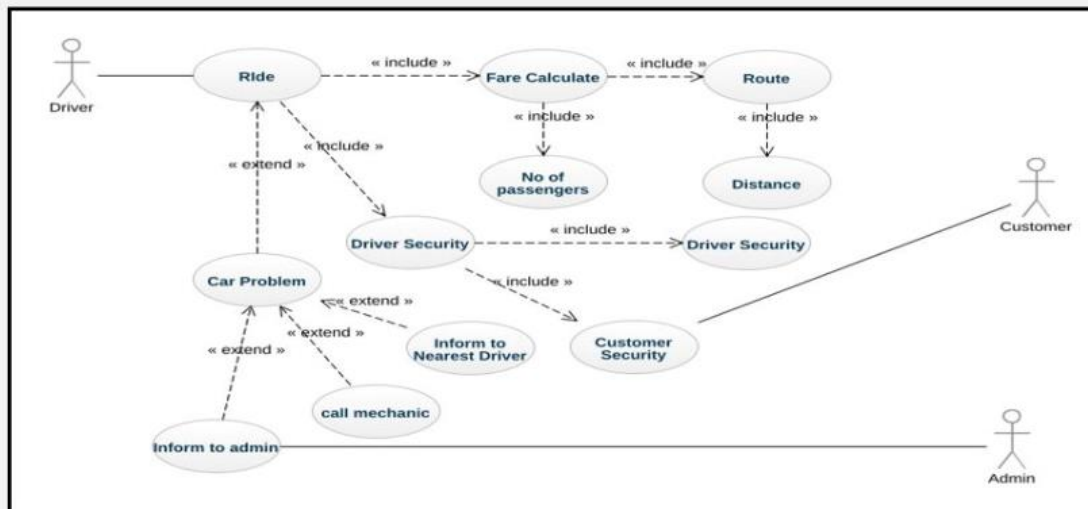 « include »
« include »
RIde
Fare Calculate
Route
Driver
« include »
« include »
« include »
« extend »
No of
passengers
Distance
Customer
« include »
Driver Security
Driver Security
Car Problem
« include »
« extend »
« extend »
Inform to
Nearest Driver
Customer
Security
« extend »
call mechanic
Inform to admin
Admin